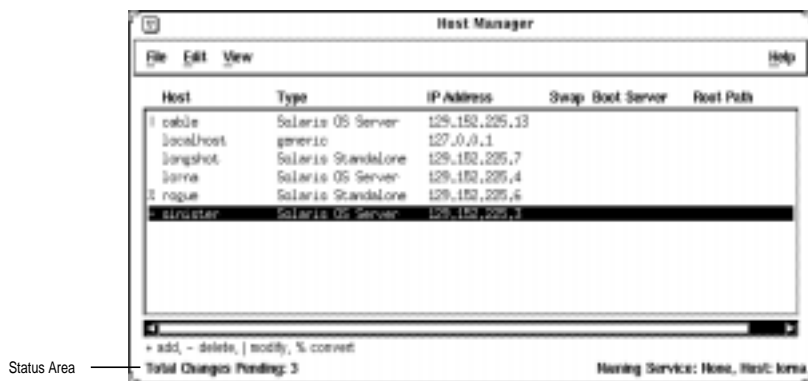 Host Manager
File Edit View Help
Host Type IP Address Swap Boot Server Root Path
| cable Solaris OS Server 129.152.225.13
localhost generic 127.0.0.1
longshot Solaris Standalone 129.152.225.7
lorna Solaris OS Server 129.152.225.4
% rogue Solaris Standalone 129.152.225.6
- sinister Solaris OS Server 129.152.225.3
+ add, - delete, | modify, % convert
Status Area
Total Changes Pending: 3 Naming Service: None, Host: lorna